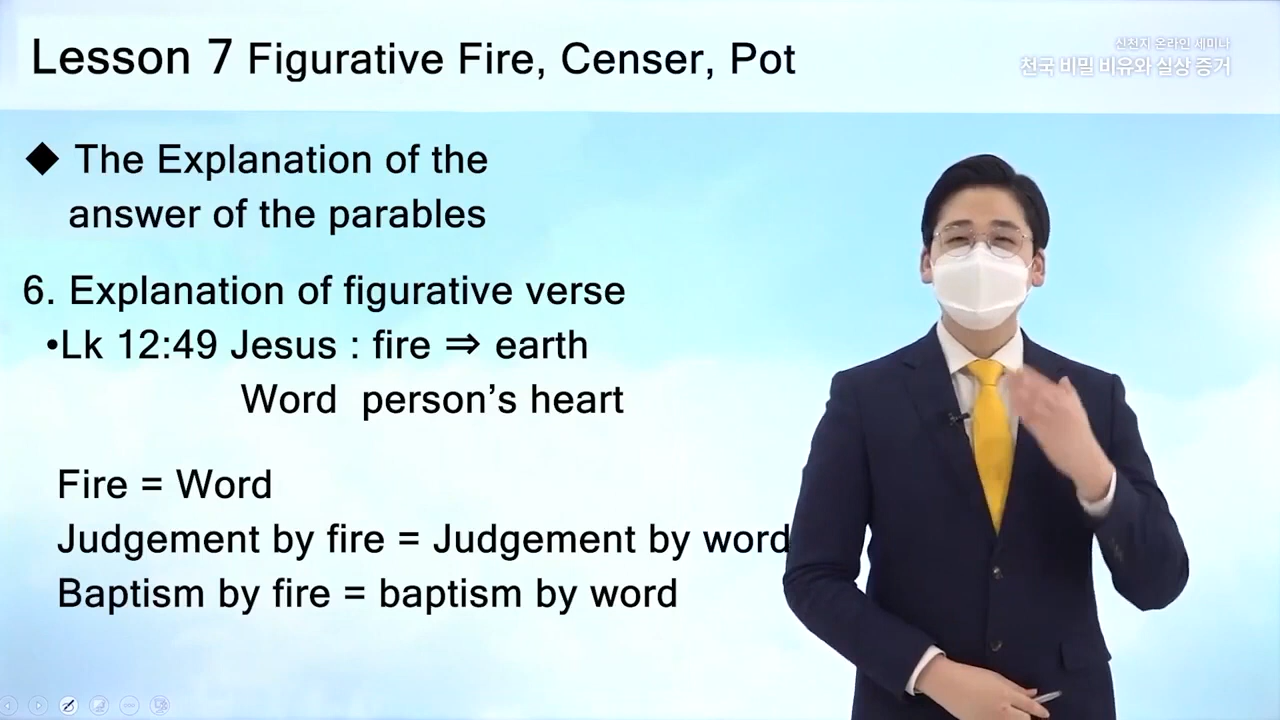 Lesson 7 Figurative Fire, Censer, Pot
신천지 온라인 세미나
천국 비밀 비유와 실상 증거
◆ The Explanation of the
answer of the parables
6. Explanation of figurative verse
•Lk 12:49 Jesus : fire ⇒ earth
Word person’s heart
Fire = Word
Judgement by fire = Judgement by word
Baptism by fire = baptism by word